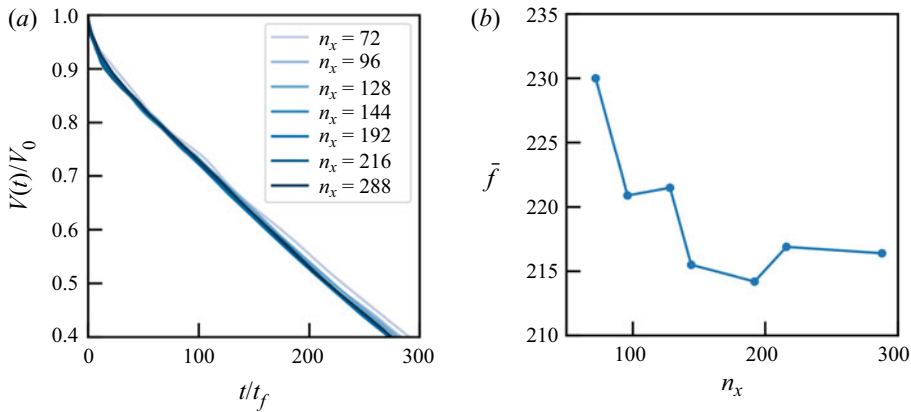 (a)
1.0
0.9
0.8
0.7
0.6
0.5
0.4
V(t)/V₀
nₓ = 72
nₓ = 96
nₓ = 128
nₓ = 144
nₓ = 192
nₓ = 216
nₓ = 288
0 100 200 300
t/t_f
(b)
235
230
225
220
215
210
f̄
100 200 300
nₓ